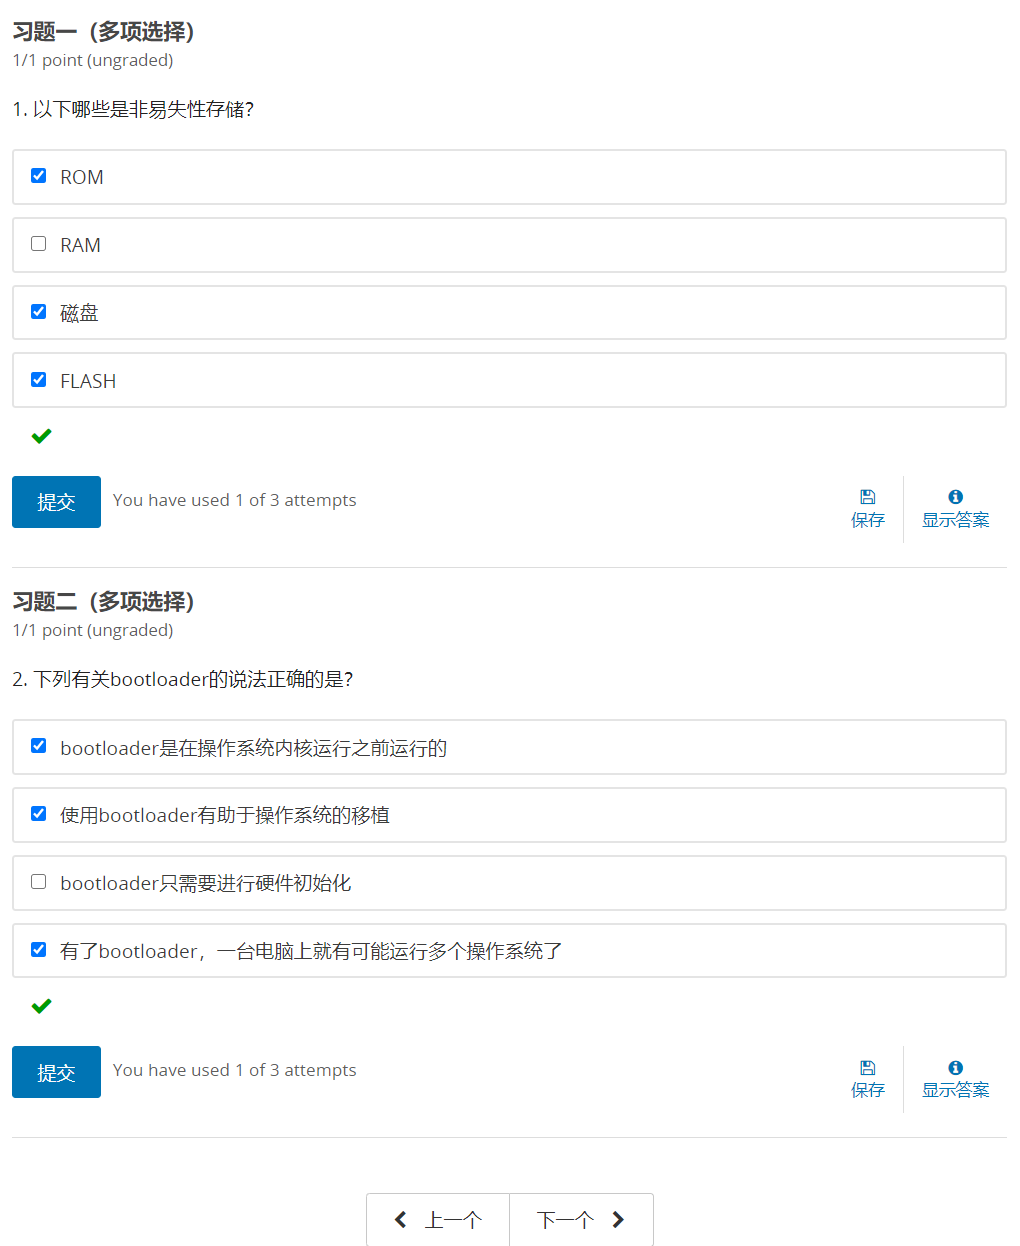 习题一（多项选择）
1/1 point (ungraded)
1. 以下哪些是非易失性存储？
ROM
RAM
磁盘
FLASH
提交 You have used 1 of 3 attempts 保存 显示答案
习题二（多项选择）
1/1 point (ungraded)
2. 下列有关bootloader的说法正确的是？
bootloader是在操作系统内核运行之前运行的
使用bootloader有助于操作系统的移植
bootloader只需要进行硬件初始化
有了bootloader，一台电脑上就有可能运行多个操作系统了
提交 You have used 1 of 3 attempts 保存 显示答案
上一个 下一个